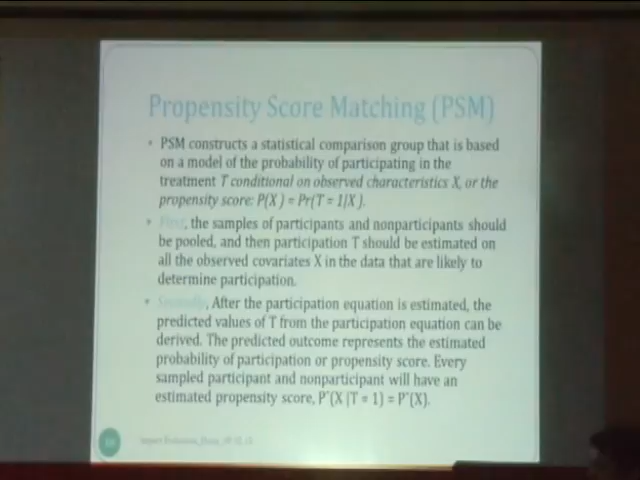 Propensity Score Matching (PSM)
• PSM constructs a statistical comparison group that is based
on a model of the probability of participating in the
treatment T conditional on observed characteristics X, or the
propensity score: P(X ) = Pr(T = 1|X ).
• First, the samples of participants and nonparticipants should
be pooled, and then participation T should be estimated on
all the observed covariates X in the data that are likely to
determine participation.
• Secondly, After the participation equation is estimated, the
predicted values of T from the participation equation can be
derived. The predicted outcome represents the estimated
probability of participation or propensity score. Every
sampled participant and nonparticipant will have an
estimated propensity score, Pˆ(X |T = 1) = Pˆ(X).